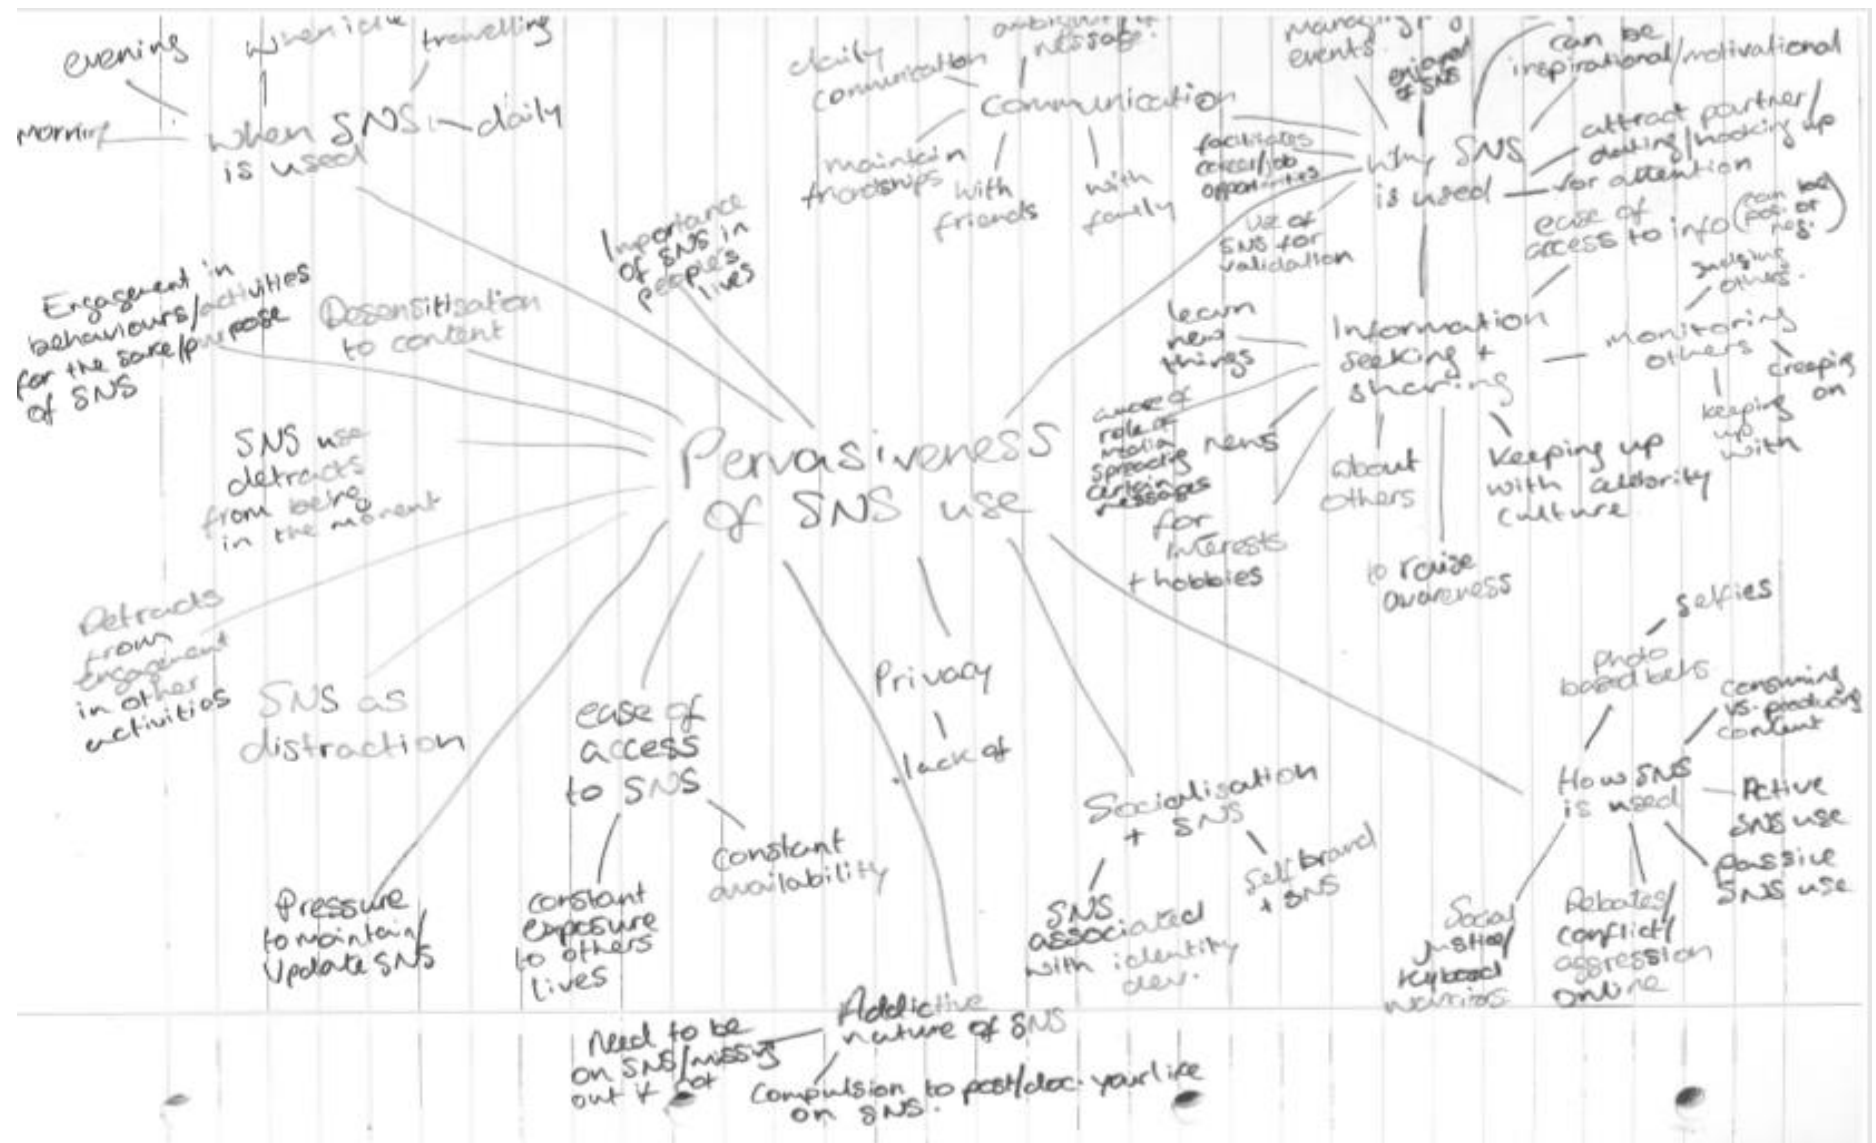 evening
when idle
travelling
morning
when SNS
is used
daily
daily
communication
message.
communication
maintain
friendships
with
friends
with
family
managing
events
enjoyment
of SNS
can be
inspirational/motivational
attract partner/
dating/hooking up
for attention
why SNS
is used
facilitates
career/job
opportunities
use of
SNS for
validation
ease of
access to info (can be
pos. or
neg.)
Importance
of SNS in
people's
lives
Engagement in
behaviours/activities
for the sake/purpose
of SNS
Desensitisation
to content
learn
new
things
Information
seeking +
sharing
judging
others.
monitoring
others
creeping
on
keeping
up
with
aware of
role of
media
spreading
certain
messages
news
for
interests
+ hobbies
about
others
to raise
awareness
Keeping up
with celebrity
culture
SNS use
detracts
from being
in the moment
Pervasiveness
of SNS use
Detracts
from
engagement
in other
activities
SNS as
distraction
Pressure
to maintain/
update SNS
ease of
access
to SNS
constant
exposure
to others
lives
constant
availability
Privacy
lack of
Socialisation
+ SNS
SNS
associated
with identity
dev.
Self brand
+ SNS
Selfies
Photo
based behs
consuming
vs. producing
content
How SNS
is used
Active
SNS use
passive
SNS use
Social
justice/
keyboard
warriors
Debates/
conflict/
aggression
online
Addictive
nature of SNS
Need to be
on SNS/missing
out if not
Compulsion to post/doc. your life
on SNS.